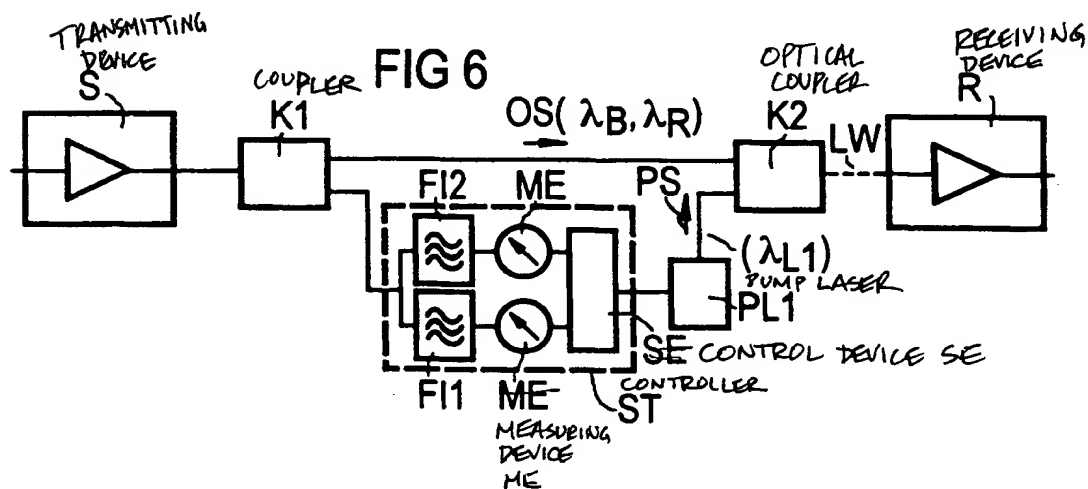 TRANSMITTING
DEVICE
S
COUPLER
K1
FIG 6
OS( λB, λR)
OPTICAL
COUPLER
K2
RECEIVING
DEVICE
R
LW
PS
(λL1)
PUMP LASER
PL1
FI2
ME
FI1
ME
MEASURING
DEVICE
ME
SE CONTROL DEVICE SE
CONTROLLER
ST